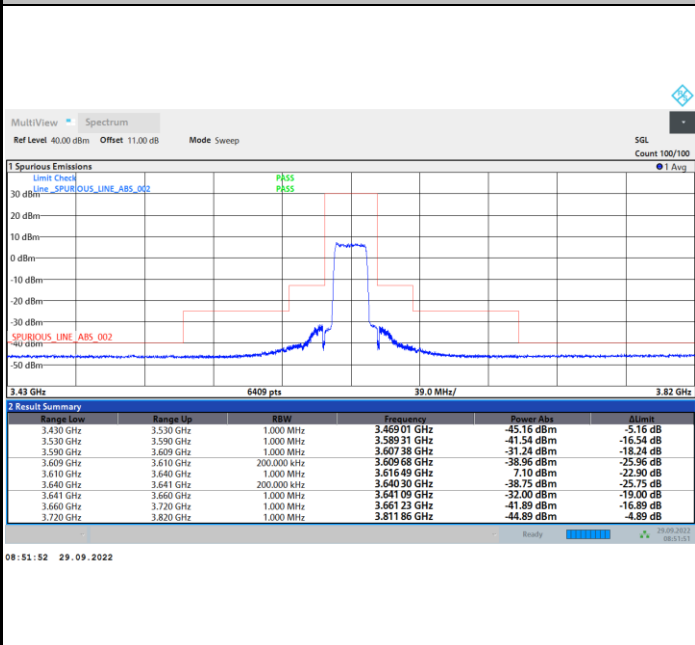 MultiView Spectrum
Ref Level 40.00 dBm Offset 11.00 dB Mode Sweep SGL
Count 100/100
1 Spurious Emissions 1 Avg
Limit Check PASS
Line _SPURIOUS_LINE_ABS_002 PASS
30 dBm
20 dBm
10 dBm
0 dBm
-10 dBm
-20 dBm
-30 dBm
SPURIOUS_LINE_ABS_002
-40 dBm
-50 dBm
3.43 GHz 6409 pts 39.0 MHz/ 3.82 GHz
2 Result Summary
Range Low Range Up RBW Frequency Power Abs ΔLimit
3.430 GHz 3.530 GHz 1.000 MHz 3.469 01 GHz -45.16 dBm -5.16 dB
3.530 GHz 3.590 GHz 1.000 MHz 3.589 31 GHz -41.54 dBm -16.54 dB
3.590 GHz 3.609 GHz 1.000 MHz 3.607 38 GHz -31.24 dBm -18.24 dB
3.609 GHz 3.610 GHz 200.000 kHz 3.609 68 GHz -38.96 dBm -25.96 dB
3.610 GHz 3.640 GHz 1.000 MHz 3.616 49 GHz 7.10 dBm -22.90 dB
3.640 GHz 3.641 GHz 200.000 kHz 3.640 30 GHz -38.75 dBm -25.75 dB
3.641 GHz 3.660 GHz 1.000 MHz 3.641 09 GHz -32.00 dBm -19.00 dB
3.660 GHz 3.720 GHz 1.000 MHz 3.661 23 GHz -41.89 dBm -16.89 dB
3.720 GHz 3.820 GHz 1.000 MHz 3.811 86 GHz -44.89 dBm -4.89 dB
Ready 29.09.2022
08:51:51
08:51:52 29.09.2022